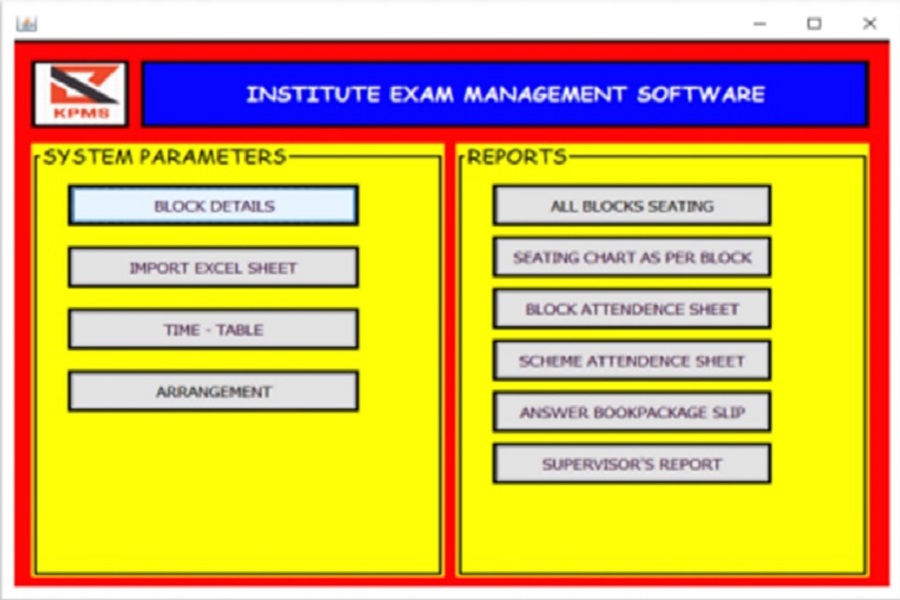 KPMS
INSTITUTE EXAM MANAGEMENT SOFTWARE
SYSTEM PARAMETERS
BLOCK DETAILS
IMPORT EXCEL SHEET
TIME - TABLE
ARRANGEMENT
REPORTS
ALL BLOCKS SEATING
SEATING CHART AS PER BLOCK
BLOCK ATTENDENCE SHEET
SCHEME ATTENDENCE SHEET
ANSWER BOOKPACKAGE SLIP
SUPERVISOR'S REPORT